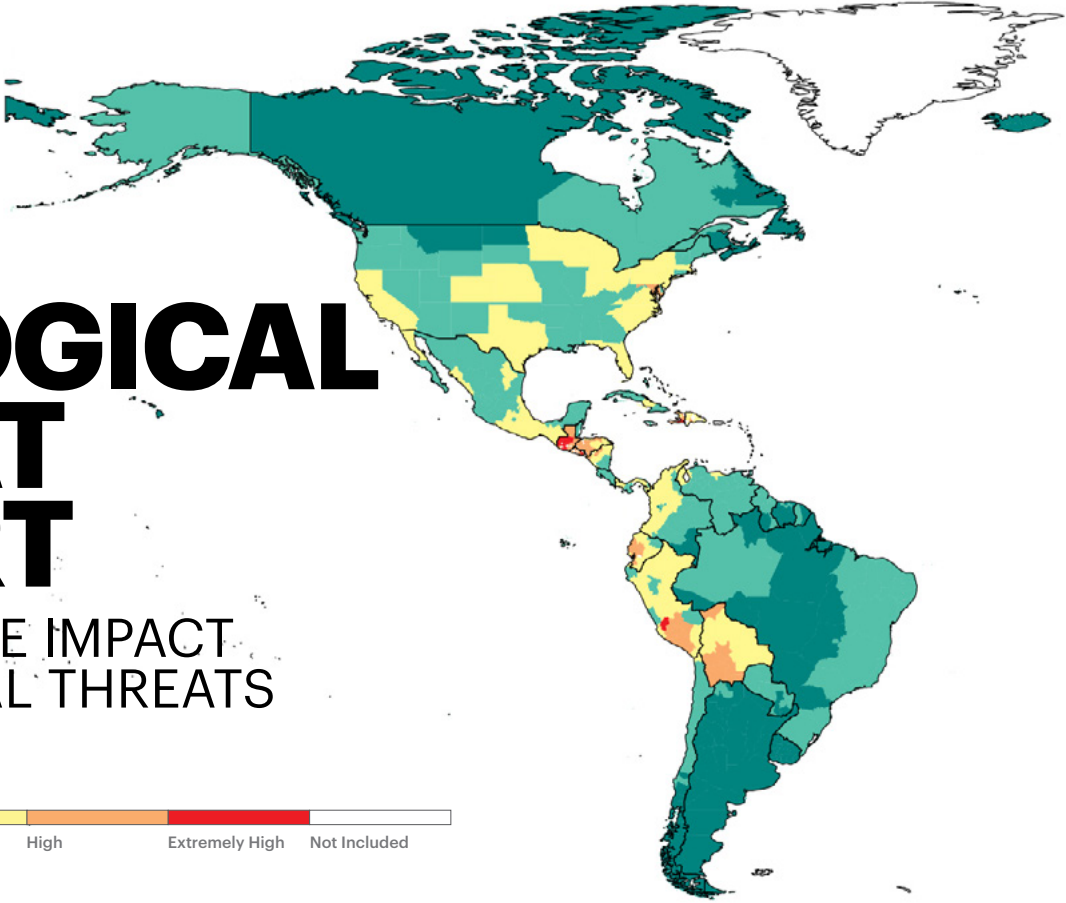 OGICAL
AT
RT
E IMPACT
AL THREATS
High
Extremely High
Not Included